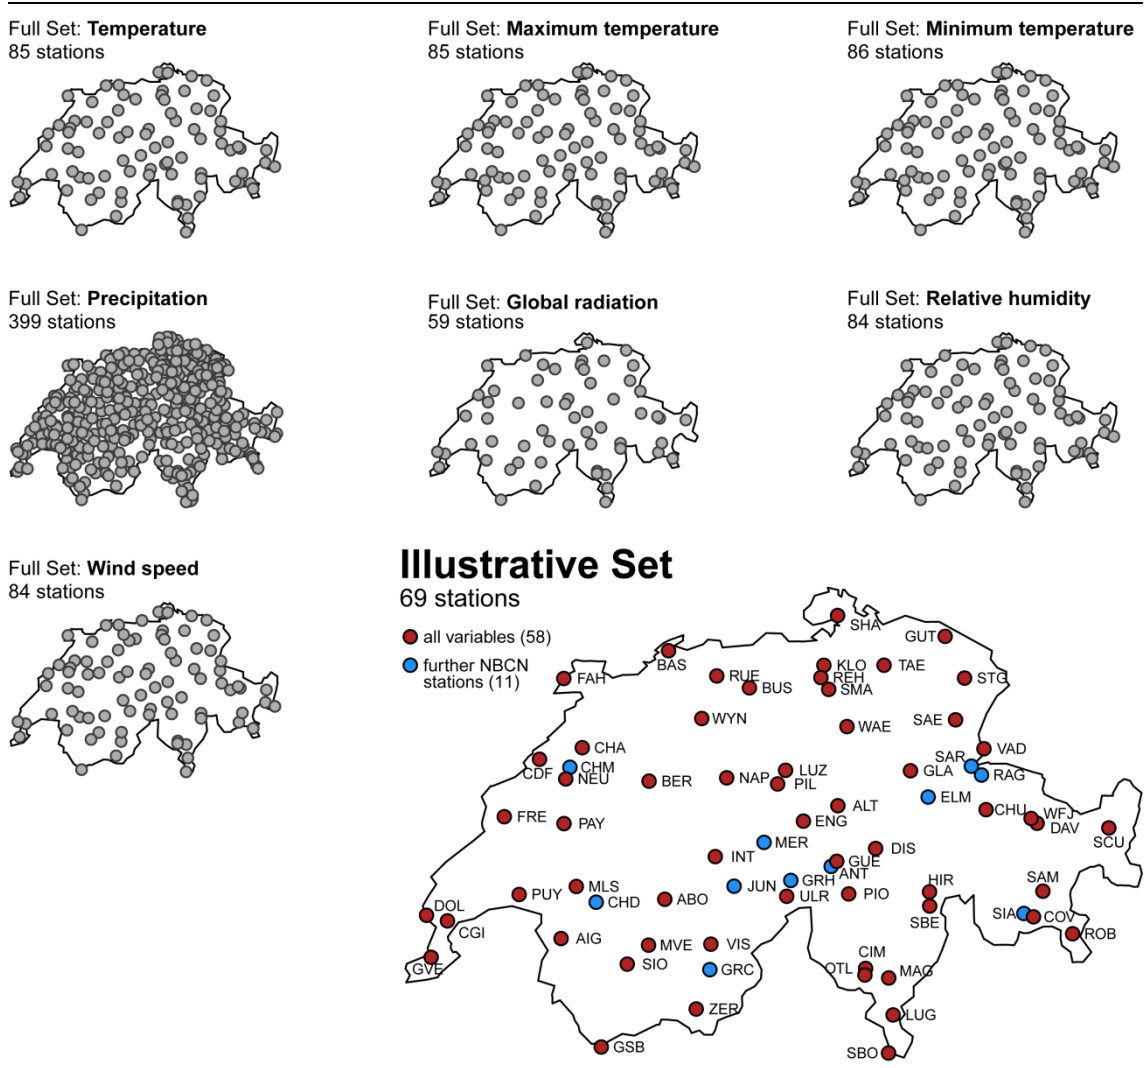 Full Set: Temperature
85 stations
Full Set: Maximum temperature
85 stations
Full Set: Minimum temperature
86 stations
Full Set: Precipitation
399 stations
Full Set: Global radiation
59 stations
Full Set: Relative humidity
84 stations
Full Set: Wind speed
84 stations
Illustrative Set
69 stations
all variables (58)
further NBCN
stations (11)
SHA
GUT
BAS
FAH
RUE
BUS
KLO
REH
SMA
TAE
STG
WYN
WAE
SAE
CHA
CDF
CHM
NEU
BER
NAP
LUZ
PIL
GLA
SAR
VAD
RAG
ELM
FRE
PAY
ALT
ENG
CHU
WFJ
DAV
SCU
MER
INT
GUE
DIS
ANT
JUN
GRH
ULR
PIO
HIR
SBE
SAM
SIA
COV
ROB
PUY
MLS
CHD
ABO
DOL
CGI
GVE
AIG
MVE
SIO
VIS
GRC
CIM
OTL
MAG
LUG
ZER
GSB
SBO